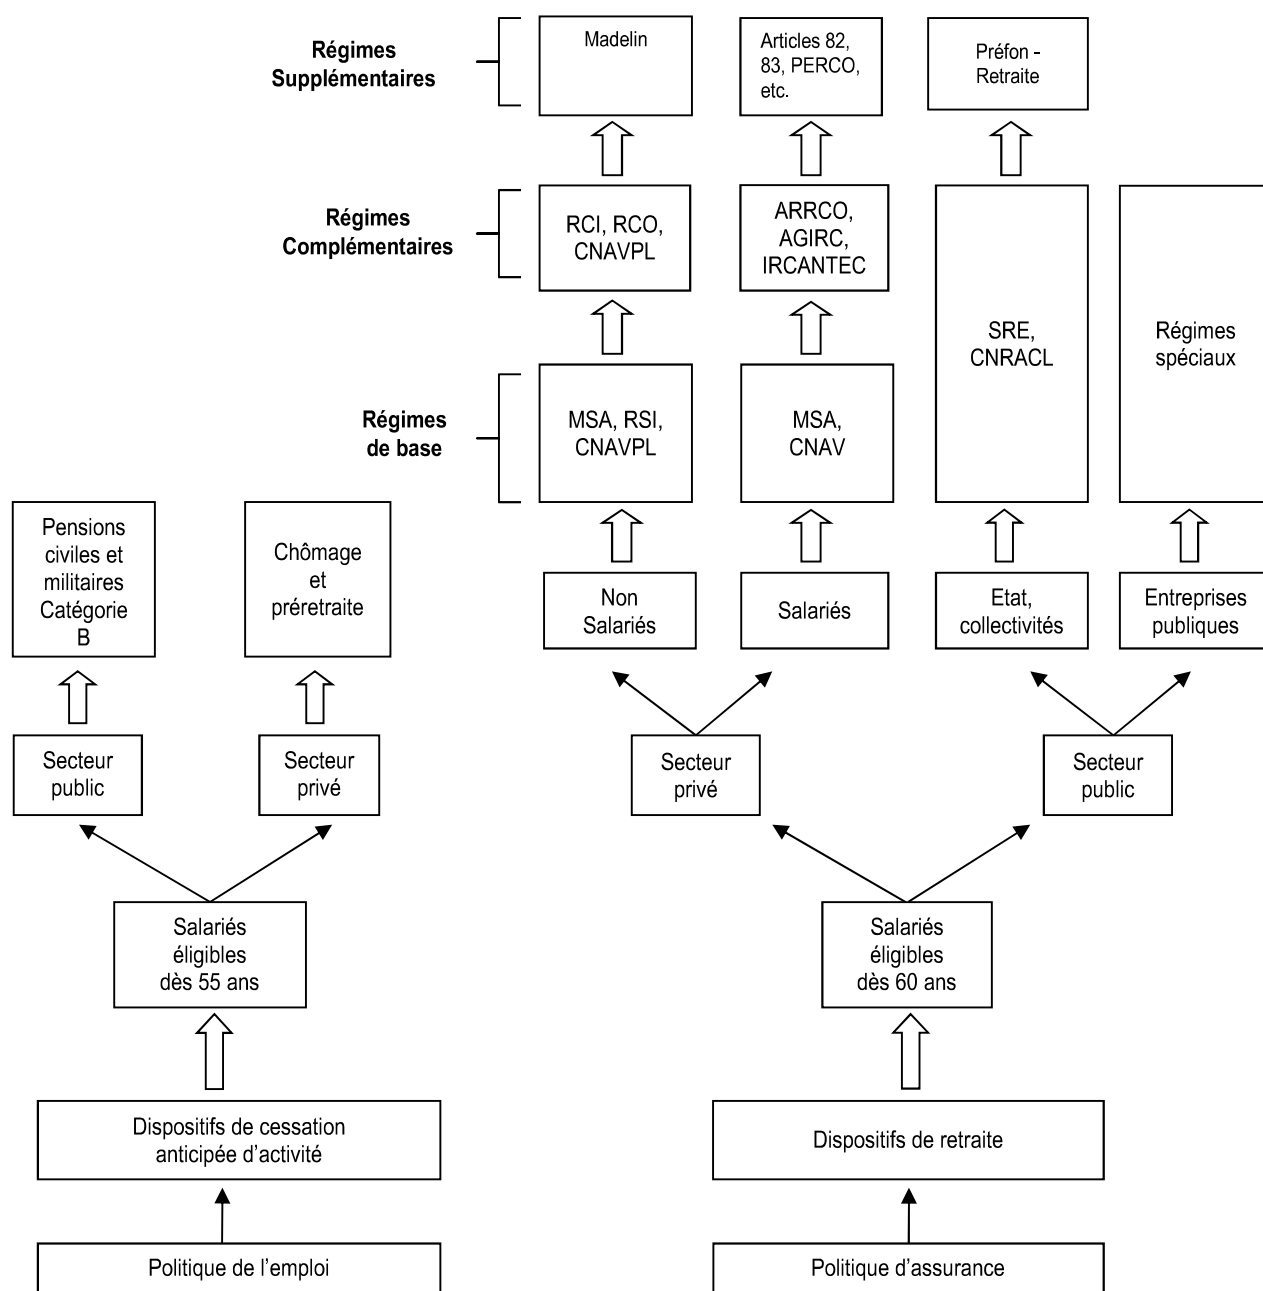 Régimes
Supplémentaires
Madelin
Articles 82,
83, PERCO,
etc.
Préfon -
Retraite
Régimes
Complémentaires
RCI, RCO,
CNAVPL
ARRCO,
AGIRC,
IRCANTEC
SRE,
CNRACL
Régimes
spéciaux
Régimes
de base
MSA, RSI,
CNAVPL
MSA,
CNAV
Pensions
civiles et
militaires
Catégorie
B
Chômage
et
préretraite
Non
Salariés
Salariés
Etat,
collectivités
Entreprises
publiques
Secteur
public
Secteur
privé
Secteur
privé
Secteur
public
Salariés
éligibles
dès 55 ans
Salariés
éligibles
dès 60 ans
Dispositifs de cessation
anticipée d’activité
Dispositifs de retraite
Politique de l’emploi
Politique d’assurance